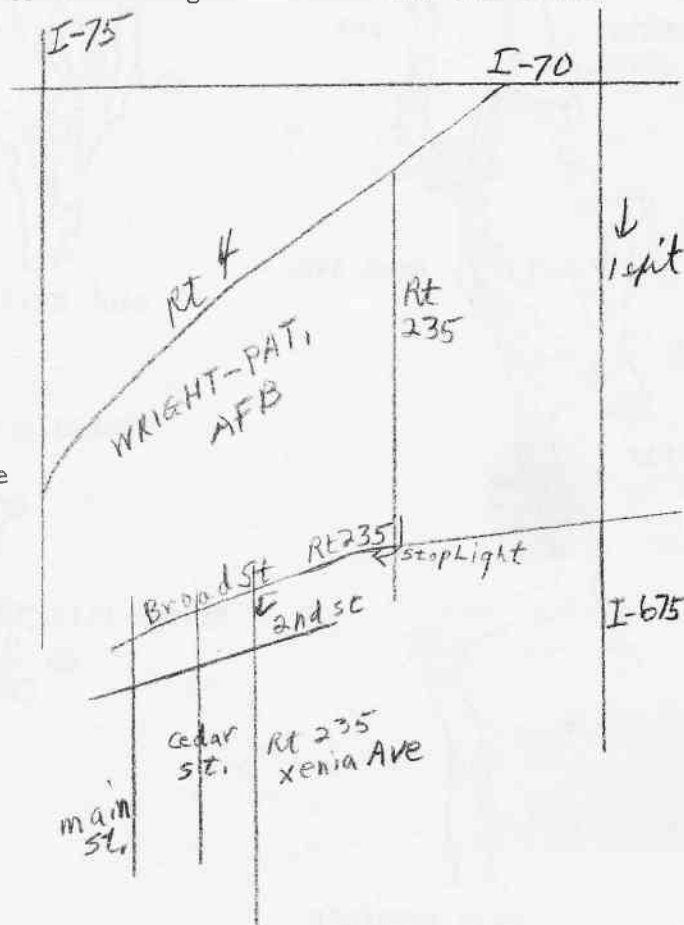 I-75
I-70
Rt 4
↓
1 exit
Rt
235
WRIGHT-PAT,
AFB
e
Rt 235
stopLight
Broad St
2nd st
I-675
cedar
st.
Rt 235
xenia Ave
main
st.